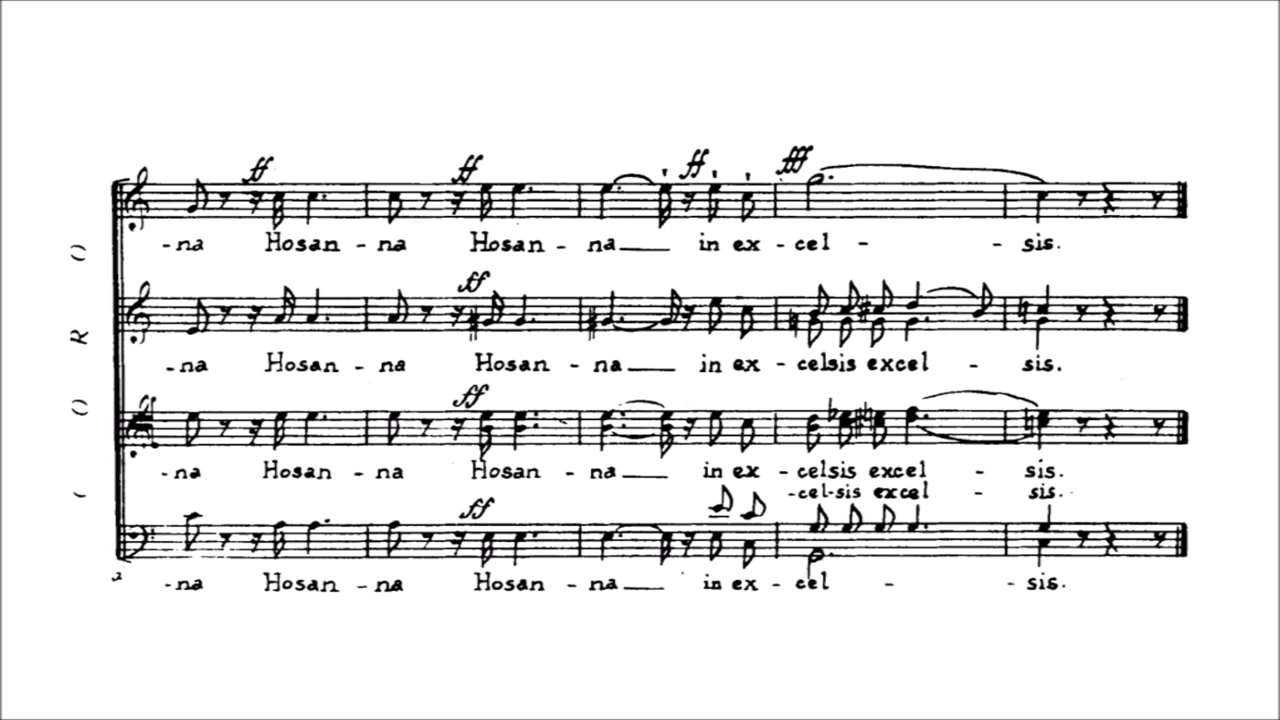 ff ff ff fff
-na Hosan - na Hosan - na in ex - cel - - sis.
ff
-na Hosan - na Hosan - na in ex - celsis excel - sis.
ff
-na Hosan - na Hosan - na in ex - celsis excel - sis.
-cel-sis excel - sis.
ff
-na Hosan - na Hosan - na in ex - cel - - sis.
( C O R O )